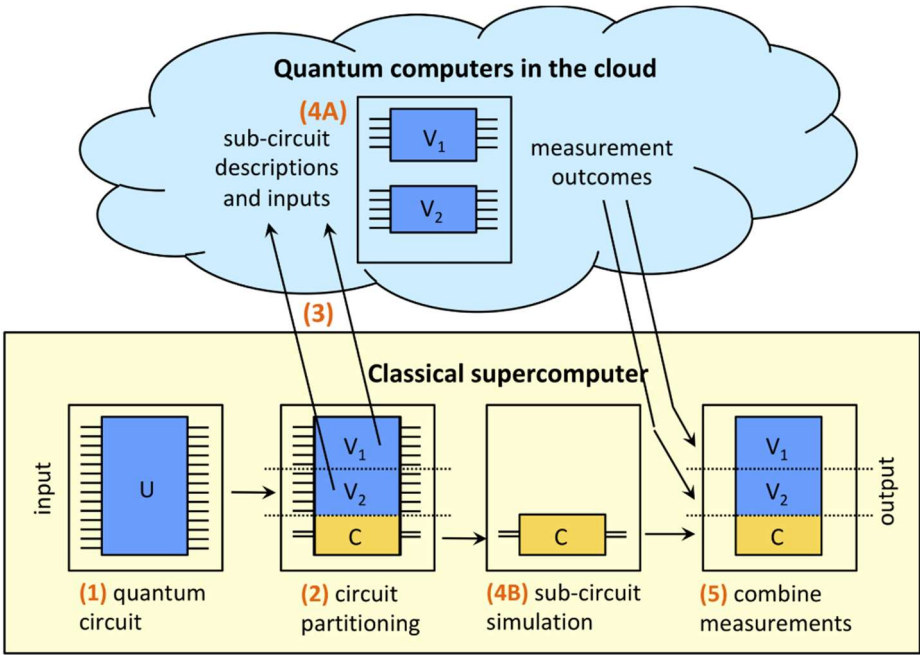 Quantum computers in the cloud
(4A)
sub-circuit
descriptions
and inputs
V1
V2
measurement
outcomes
(3)
Classical supercomputer
input
U
V1
V2
C
C
V1
V2
C
output
(1) quantum
circuit
(2) circuit
partitioning
(4B) sub-circuit
simulation
(5) combine
measurements